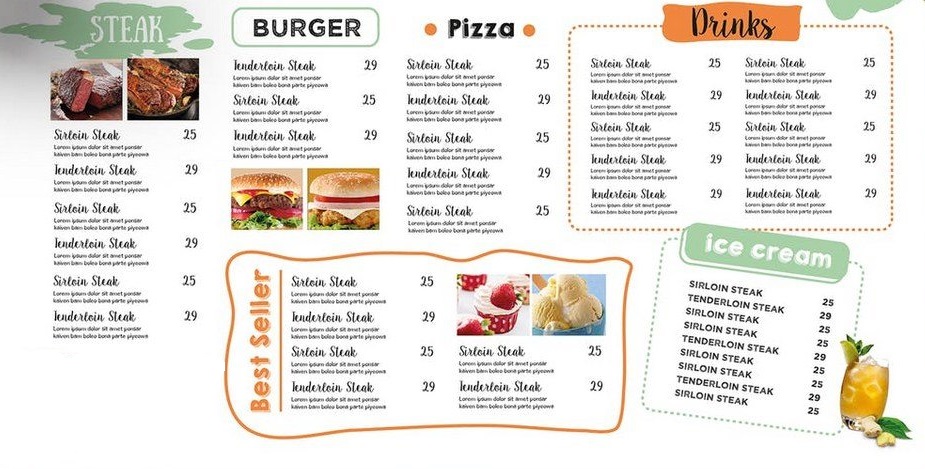 STEAK
Sirloin Steak 25
Lorem ipsum dolor sit amet ponsar
kaiven bam boleo bona parte piyeowa
Tenderloin Steak 29
Lorem ipsum dolor sit amet ponsar
kaiven bam boleo bona parte piyeowa
Sirloin Steak 25
Lorem ipsum dolor sit amet ponsar
kaiven bam boleo bona parte piyeowa
Tenderloin Steak 29
Lorem ipsum dolor sit amet ponsar
kaiven bam boleo bona parte piyeowa
Sirloin Steak 25
Lorem ipsum dolor sit amet ponsar
kaiven bam boleo bona parte piyeowa
Tenderloin Steak 29
Lorem ipsum dolor sit amet ponsar
kaiven bam boleo bona parte piyeowa
BURGER
Tenderloin Steak 29
Lorem ipsum dolor sit amet ponsar
kaiven bam boleo bona parte piyeowa
Sirloin Steak 25
Lorem ipsum dolor sit amet ponsar
kaiven bam boleo bona parte piyeowa
Tenderloin Steak 29
Lorem ipsum dolor sit amet ponsar
kaiven bam boleo bona parte piyeowa
Pizza
Sirloin Steak 25
Lorem ipsum dolor sit amet ponsar
kaiven bam boleo bona parte piyeowa
Tenderloin Steak 29
Lorem ipsum dolor sit amet ponsar
kaiven bam boleo bona parte piyeowa
Sirloin Steak 25
Lorem ipsum dolor sit amet ponsar
kaiven bam boleo bona parte piyeowa
Tenderloin Steak 29
Lorem ipsum dolor sit amet ponsar
kaiven bam boleo bona parte piyeowa
Sirloin Steak 25
Lorem ipsum dolor sit amet ponsar
kaiven bam boleo bona parte piyeowa
Drinks
Sirloin Steak 25
Lorem ipsum dolor sit amet ponsar
kaiven bam boleo bona parte piyeowa
Tenderloin Steak 29
Lorem ipsum dolor sit amet ponsar
kaiven bam boleo bona parte piyeowa
Sirloin Steak 25
Lorem ipsum dolor sit amet ponsar
kaiven bam boleo bona parte piyeowa
Tenderloin Steak 29
Lorem ipsum dolor sit amet ponsar
kaiven bam boleo bona parte piyeowa
Tenderloin Steak 29
Lorem ipsum dolor sit amet ponsar
kaiven bam boleo bona parte piyeowa
Sirloin Steak 25
Lorem ipsum dolor sit amet ponsar
kaiven bam boleo bona parte piyeowa
Tenderloin Steak 29
Lorem ipsum dolor sit amet ponsar
kaiven bam boleo bona parte piyeowa
Sirloin Steak 25
Lorem ipsum dolor sit amet ponsar
kaiven bam boleo bona parte piyeowa
Tenderloin Steak 29
Lorem ipsum dolor sit amet ponsar
kaiven bam boleo bona parte piyeowa
Tenderloin Steak 29
Lorem ipsum dolor sit amet ponsar
kaiven bam boleo bona parte piyeowa
Best Seller
Sirloin Steak 25
Lorem ipsum dolor sit amet ponsar
kaiven bam boleo bona parte piyeowa
Tenderloin Steak 29
Lorem ipsum dolor sit amet ponsar
kaiven bam boleo bona parte piyeowa
Sirloin Steak 25
Lorem ipsum dolor sit amet ponsar
kaiven bam boleo bona parte piyeowa
Tenderloin Steak 29
Lorem ipsum dolor sit amet ponsar
kaiven bam boleo bona parte piyeowa
Sirloin Steak 25
Lorem ipsum dolor sit amet ponsar
kaiven bam boleo bona parte piyeowa
Tenderloin Steak 29
Lorem ipsum dolor sit amet ponsar
kaiven bam boleo bona parte piyeowa
ice cream
SIRLOIN STEAK 25
TENDERLOIN STEAK 29
SIRLOIN STEAK 25
SIRLOIN STEAK 25
TENDERLOIN STEAK 29
SIRLOIN STEAK 25
SIRLOIN STEAK 25
TENDERLOIN STEAK 29
SIRLOIN STEAK 25